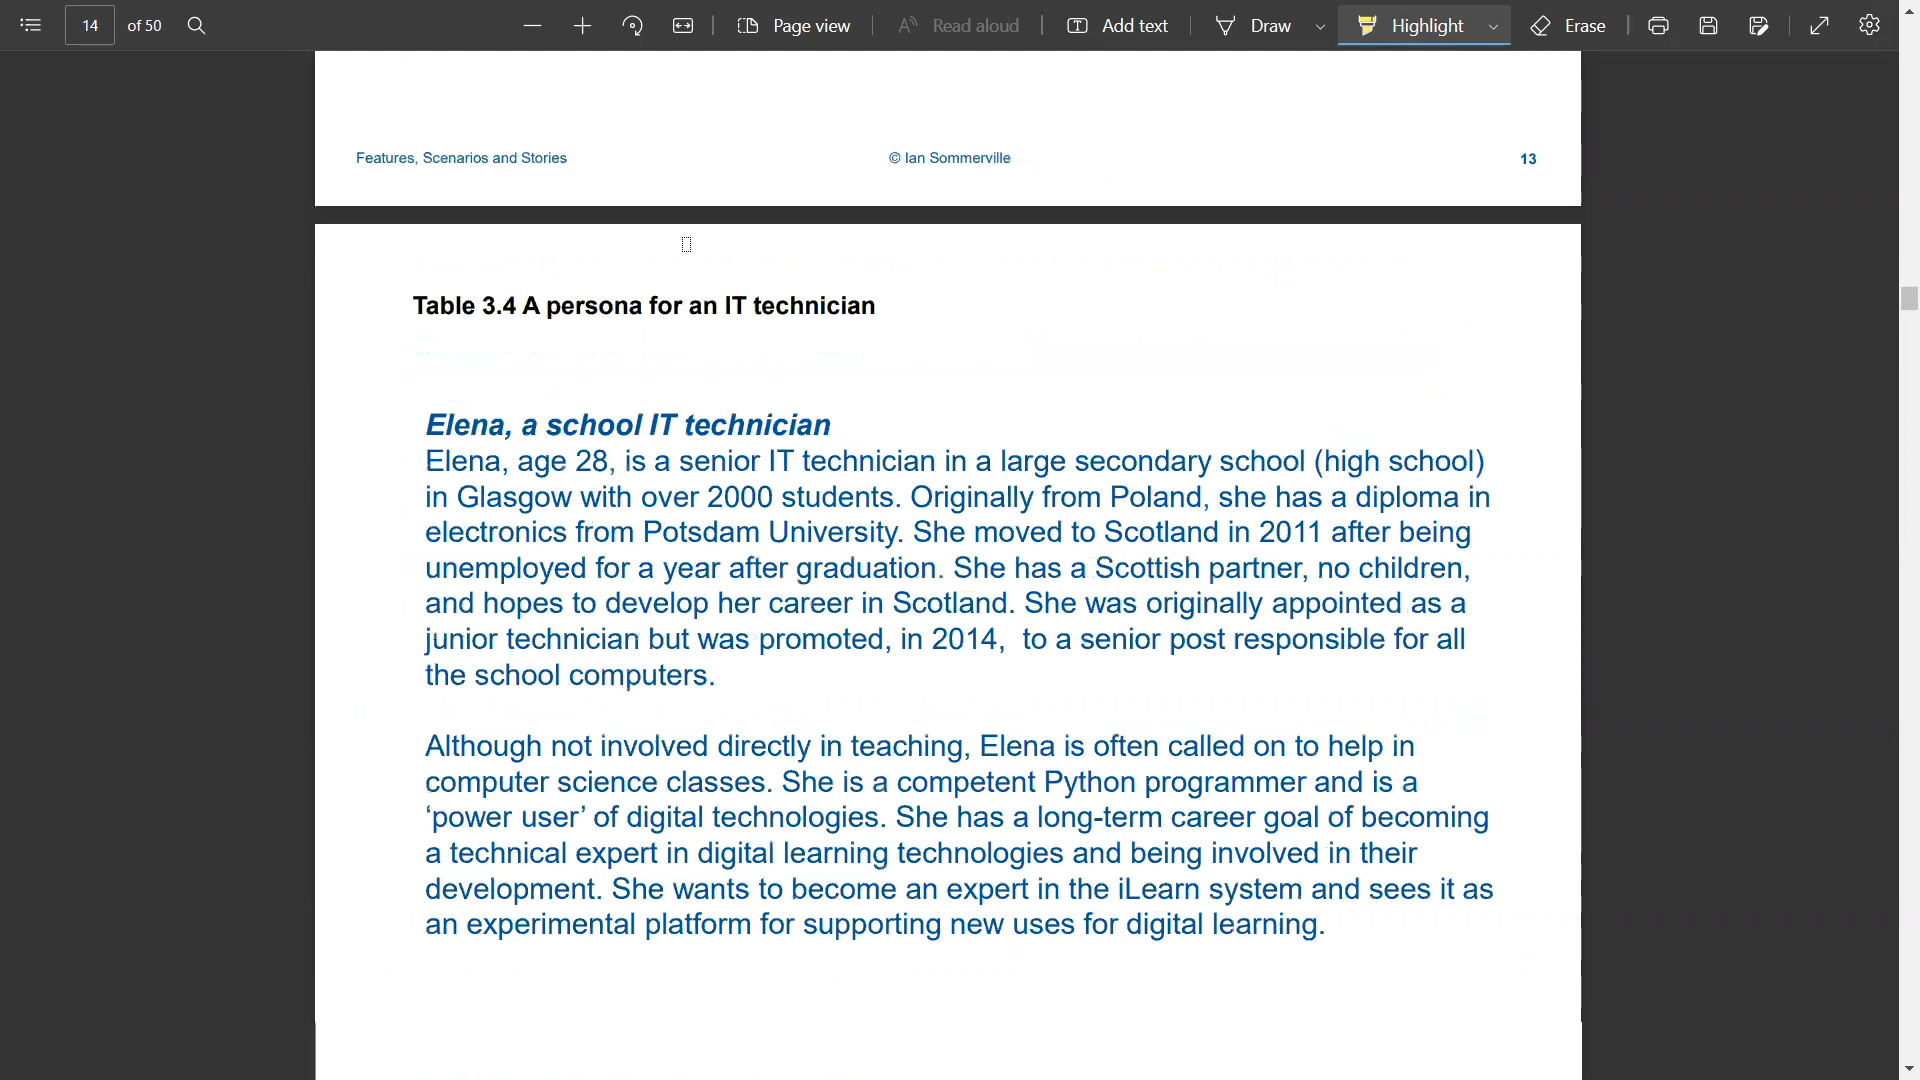 14 of 50 Page view Read aloud Add text Draw Highlight Erase
Features, Scenarios and Stories © Ian Sommerville 13
Table 3.4 A persona for an IT technician
Elena, a school IT technician
Elena, age 28, is a senior IT technician in a large secondary school (high school)
in Glasgow with over 2000 students. Originally from Poland, she has a diploma in
electronics from Potsdam University. She moved to Scotland in 2011 after being
unemployed for a year after graduation. She has a Scottish partner, no children,
and hopes to develop her career in Scotland. She was originally appointed as a
junior technician but was promoted, in 2014,  to a senior post responsible for all
the school computers.
Although not involved directly in teaching, Elena is often called on to help in
computer science classes. She is a competent Python programmer and is a
‘power user’ of digital technologies. She has a long-term career goal of becoming
a technical expert in digital learning technologies and being involved in their
development. She wants to become an expert in the iLearn system and sees it as
an experimental platform for supporting new uses for digital learning.